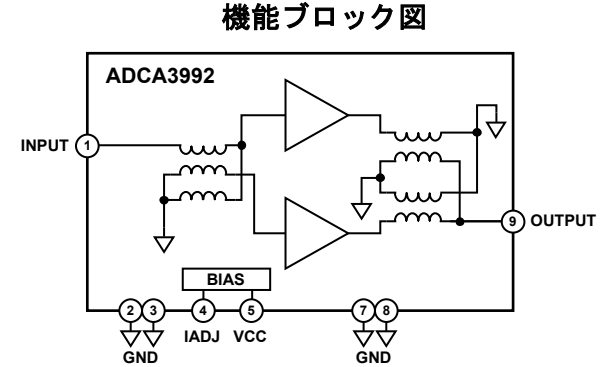 機能ブロック図
ADCA3992
INPUT 1
9 OUTPUT
BIAS
2 3 4 5 7 8
IADJ VCC
GND GND